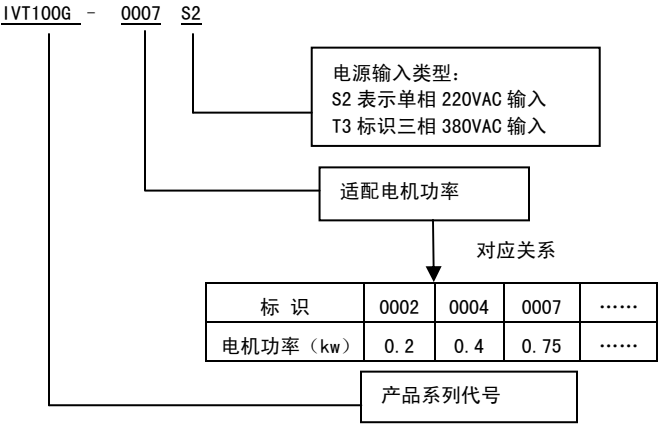 IVT100G - 0007 S2
电源输入类型：
S2 表示单相 220VAC 输入
T3 标识三相 380VAC 输入
适配电机功率
对应关系
标 识 0002 0004 0007 ……
电机功率（kw） 0.2 0.4 0.75 ……
产品系列代号